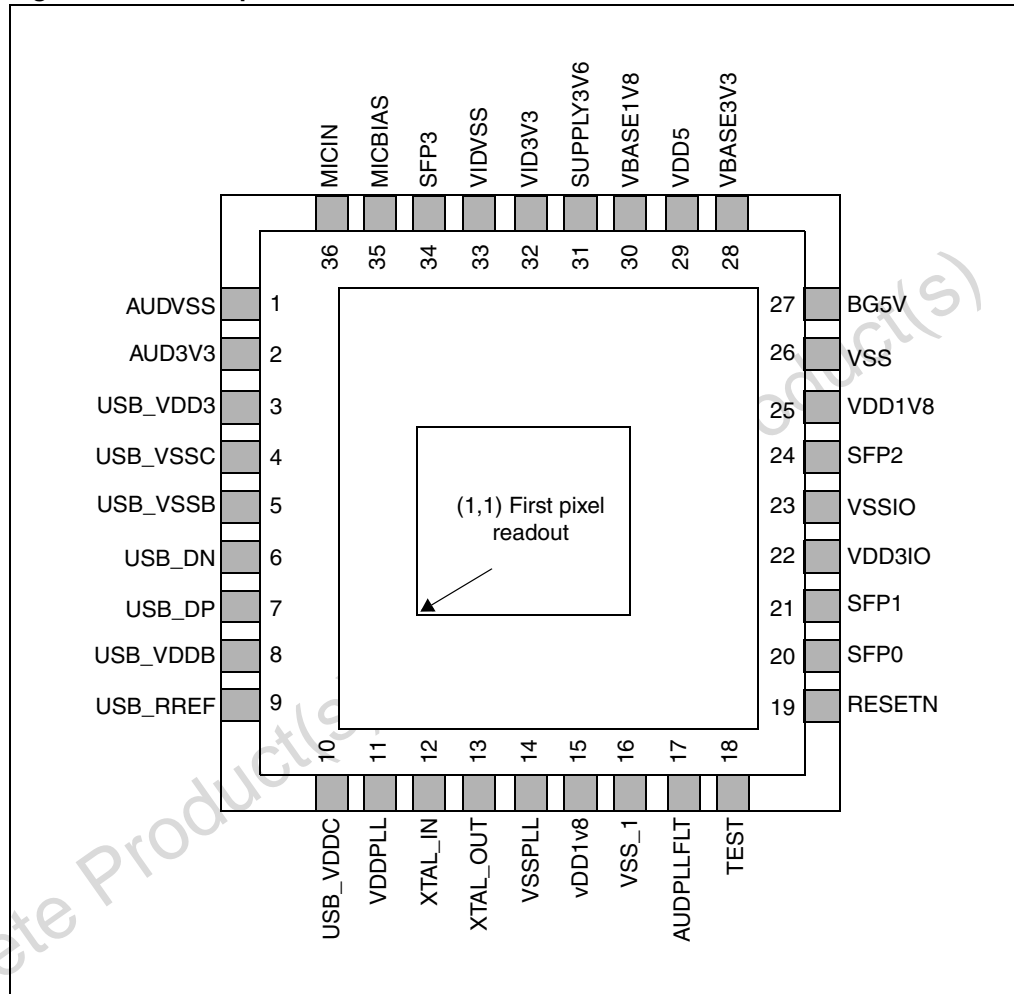 MICIN
MICBIAS
SFP3
VIDVSS
VID3V3
SUPPLY3V6
VBASE1V8
VDD5
VBASE3V3
36
35
34
33
32
31
30
29
28
AUDVSS 1
AUD3V3 2
USB_VDD3 3
USB_VSSC 4
USB_VSSB 5
USB_DN 6
USB_DP 7
USB_VDDB 8
USB_RREF 9
27 BG5V
26 VSS
25 VDD1V8
24 SFP2
23 VSSIO
22 VDD3IO
21 SFP1
20 SFP0
19 RESETN
(1,1) First pixel
readout
10
11
12
13
14
15
16
17
18
USB_VDDC
VDDPLL
XTAL_IN
XTAL_OUT
VSSPLL
vDD1v8
VSS_1
AUDPLLFLT
TEST
ete Product(s)
oduct(s)